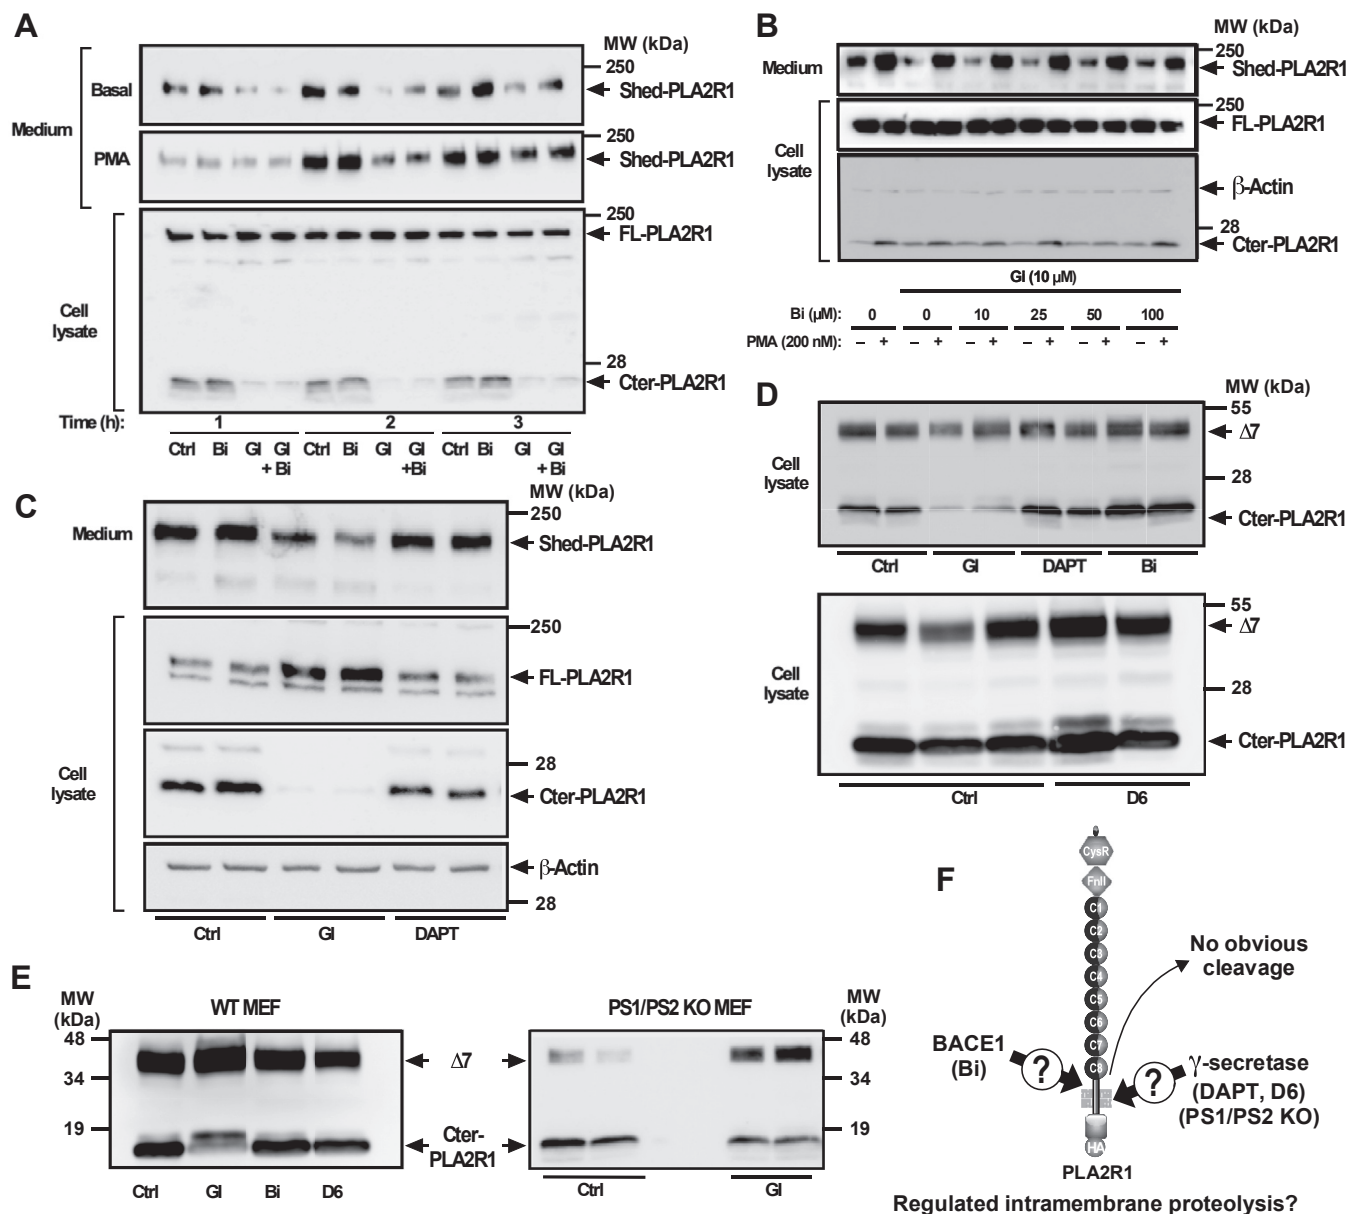 A
MW (kDa)
250
Basal
Shed-PLA2R1
Medium
250
PMA
Shed-PLA2R1
250
FL-PLA2R1
Cell
lysate
28
Cter-PLA2R1
Time (h): 1 2 3
Ctrl Bi GI GI Ctrl Bi GI GI Ctrl Bi GI GI
+ Bi +Bi + Bi
B
MW (kDa)
250
Medium
Shed-PLA2R1
250
FL-PLA2R1
Cell
lysate
β-Actin
28
Cter-PLA2R1
GI (10 µM)
Bi (µM): 0 0 10 25 50 100
PMA (200 nM): – + – + – + – + – + – +
C
MW (kDa)
250
Medium
Shed-PLA2R1
250
FL-PLA2R1
Cell
lysate
28
Cter-PLA2R1
β-Actin
28
Ctrl GI DAPT
D
MW (kDa)
55
Δ7
Cell
lysate
28
Cter-PLA2R1
Ctrl GI DAPT Bi
55
Δ7
Cell
lysate
28
Cter-PLA2R1
Ctrl D6
E
MW
(kDa)
WT MEF
48
34
19
Δ7
Cter-
PLA2R1
Ctrl GI Bi D6
PS1/PS2 KO MEF
MW
(kDa)
48
34
19
Ctrl GI
F
CysR
FnII
C1
C2
C3
C4
C5
C6
C7
C8
HA
No obvious
cleavage
BACE1
(Bi)
?
?
γ-secretase
(DAPT, D6)
(PS1/PS2 KO)
PLA2R1
Regulated intramembrane proteolysis?